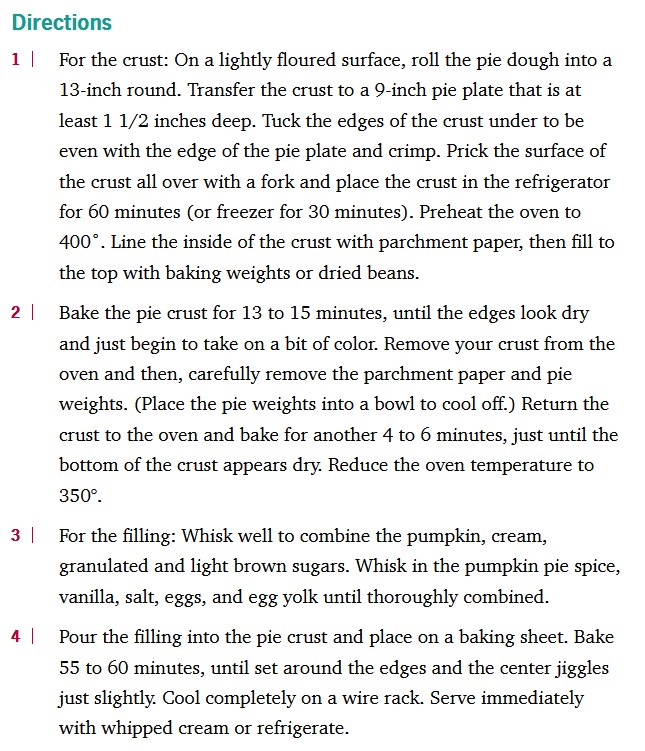 Directions
1 | For the crust: On a lightly floured surface, roll the pie dough into a
13-inch round. Transfer the crust to a 9-inch pie plate that is at
least 1 1/2 inches deep. Tuck the edges of the crust under to be
even with the edge of the pie plate and crimp. Prick the surface of
the crust all over with a fork and place the crust in the refrigerator
for 60 minutes (or freezer for 30 minutes). Preheat the oven to
400˚. Line the inside of the crust with parchment paper, then fill to
the top with baking weights or dried beans.
2 | Bake the pie crust for 13 to 15 minutes, until the edges look dry
and just begin to take on a bit of color. Remove your crust from the
oven and then, carefully remove the parchment paper and pie
weights. (Place the pie weights into a bowl to cool off.) Return the
crust to the oven and bake for another 4 to 6 minutes, just until the
bottom of the crust appears dry. Reduce the oven temperature to
350°.
3 | For the filling: Whisk well to combine the pumpkin, cream,
granulated and light brown sugars. Whisk in the pumpkin pie spice,
vanilla, salt, eggs, and egg yolk until thoroughly combined.
4 | Pour the filling into the pie crust and place on a baking sheet. Bake
55 to 60 minutes, until set around the edges and the center jiggles
just slightly. Cool completely on a wire rack. Serve immediately
with whipped cream or refrigerate.